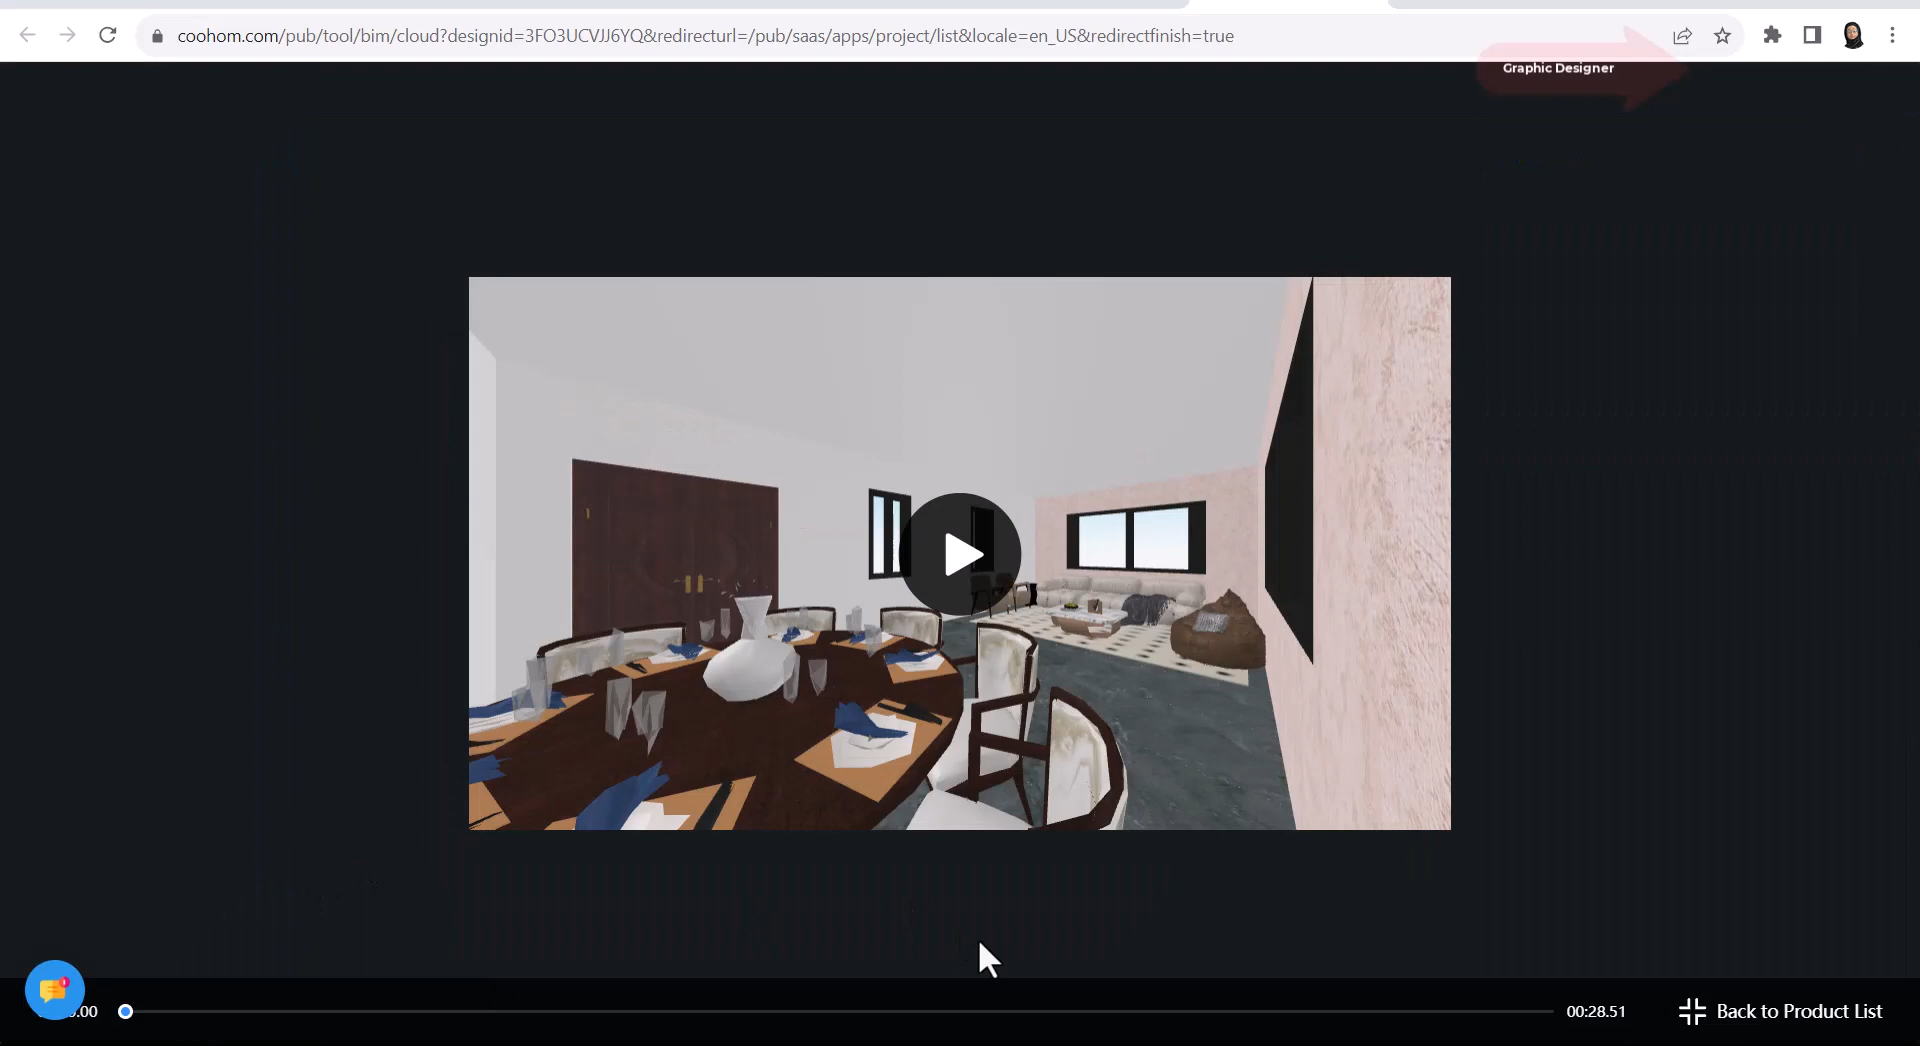 coohom.com/pub/tool/bim/cloud?designid=3FO3UCVJJ6YQ&redirecturl=/pub/saas/apps/project/list&locale=en_US&redirectfinish=true
Graphic Designer
00:28.51
Back to Product List